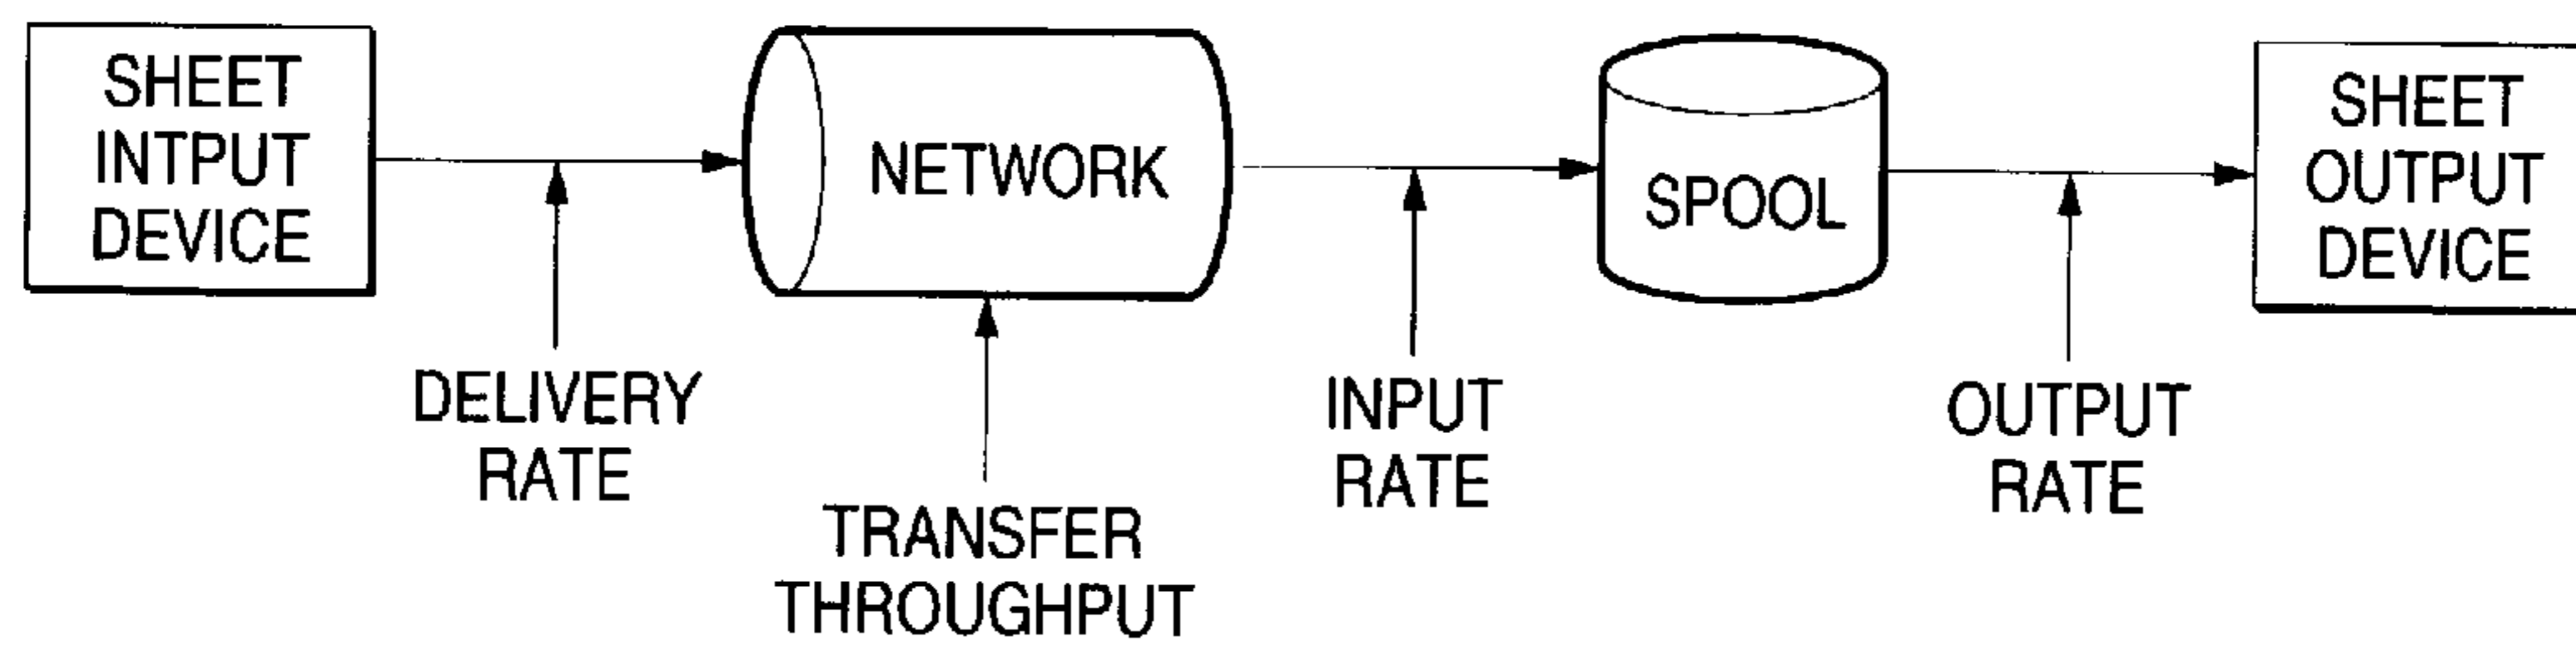 SHEET
INTPUT
DEVICE
NETWORK
SPOOL
SHEET
OUTPUT
DEVICE
DELIVERY
RATE
TRANSFER
THROUGHPUT
INPUT
RATE
OUTPUT
RATE